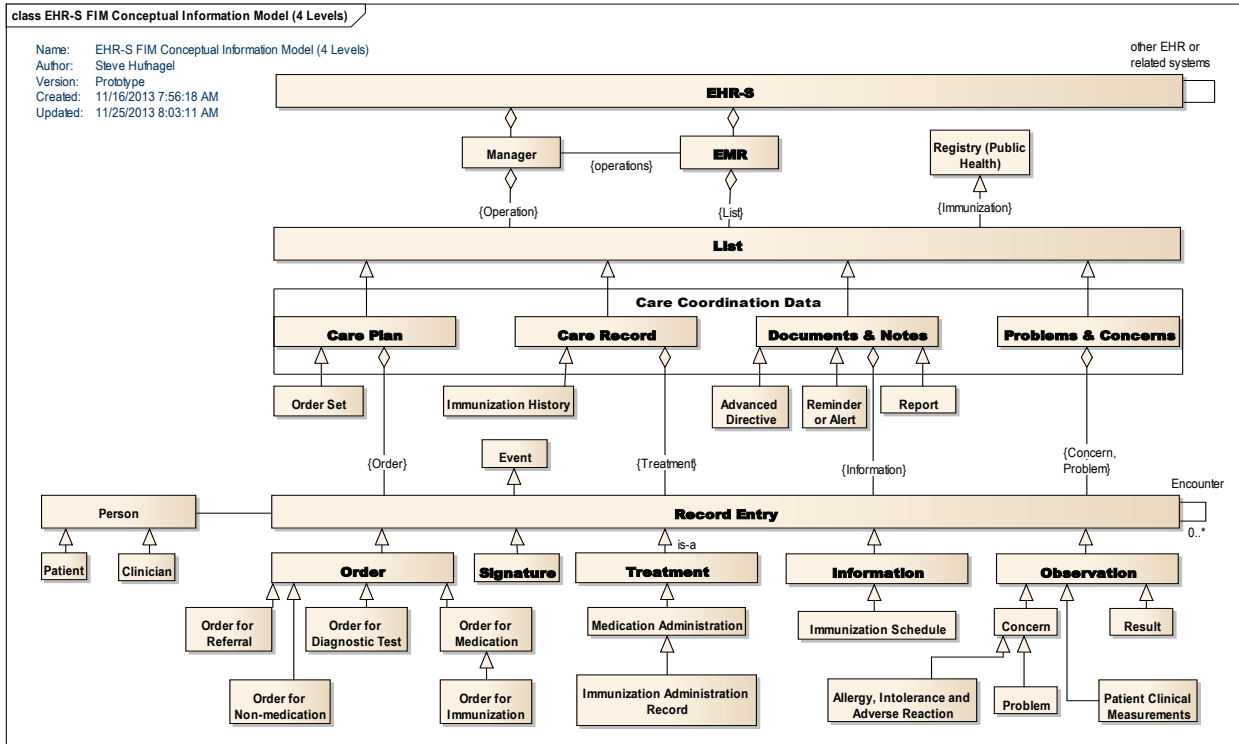 class EHR-S FIM Conceptual Information Model (4 Levels)
Name: EHR-S FIM Conceptual Information Model (4 Levels)
Author: Steve Hufnagel
Version: Prototype
Created: 11/16/2013 7:56:18 AM
Updated: 11/25/2013 8:03:11 AM
other EHR or
related systems
EHR-S
Manager
{operations}
EMR
Registry (Public
Health)
{Operation}
{List}
{Immunization}
List
Care Coordination Data
Care Plan
Care Record
Documents & Notes
Problems & Concerns
Order Set
Immunization History
Advanced
Directive
Reminder
or Alert
Report
{Order}
Event
{Treatment}
{Information}
{Concern,
Problem}
Encounter
Person
Record Entry
0..*
is-a
Patient
Clinician
Order
Signature
Treatment
Information
Observation
Order for
Referral
Order for
Diagnostic Test
Order for
Medication
Medication Administration
Immunization Schedule
Concern
Result
Order for
Non-medication
Order for
Immunization
Immunization Administration
Record
Allergy, Intolerance and
Adverse Reaction
Problem
Patient Clinical
Measurements